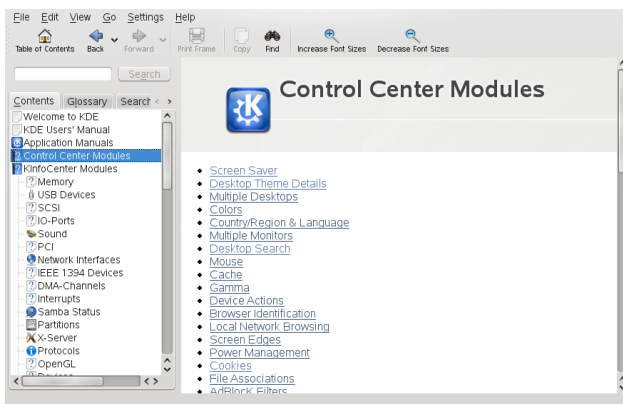 File Edit View Go Settings Help
Table of Contents Back Forward Print Frame Copy Find Increase Font Sizes Decrease Font Sizes
Search
Contents Glossary Search
Welcome to KDE
KDE Users' Manual
Application Manuals
Control Center Modules
KInfoCenter Modules
Memory
USB Devices
SCSI
IO-Ports
Sound
PCI
Network Interfaces
IEEE 1394 Devices
DMA-Channels
Interrupts
Samba Status
Partitions
X-Server
Protocols
OpenGL
Devices
Control Center Modules
Screen Saver
Desktop Theme Details
Multiple Desktops
Colors
Country/Region & Language
Multiple Monitors
Desktop Search
Mouse
Cache
Gamma
Device Actions
Browser Identification
Local Network Browsing
Screen Edges
Power Management
Cookies
File Associations
AdBlocK Filters